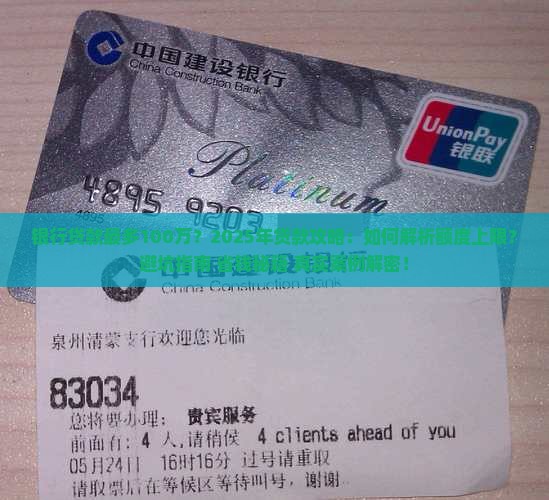 中国建设银行
China Construction Bank
UnionPay
银联
Platinum
4895 9203
银行贷款最多100万？2025年贷款攻略：如何解析额度上限？
解密！
泉州清蒙支行欢迎您光临
83034
您将要办理： 贵宾服务
前面有: 4 人,请稍侯 4 clients ahead of you
05月24日 16时16分 过号请重取
请取票后在等候区等待叫号，谢谢